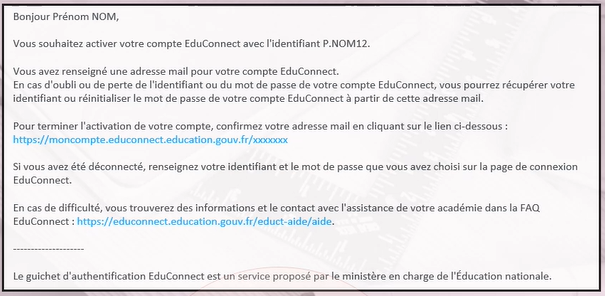 Bonjour Prénom NOM,
Vous souhaitez activer votre compte EduConnect avec l'identifiant P.NOM12.
Vous avez renseigné une adresse mail pour votre compte EduConnect.
En cas d'oubli ou de perte de l'identifiant ou du mot de passe de votre compte EduConnect, vous pourrez récupérer votre
identifiant ou réinitialiser le mot de passe de votre compte EduConnect à partir de cette adresse mail.
Pour terminer l'activation de votre compte, confirmez votre adresse mail en cliquant sur le lien ci-dessous :
https://moncompte.educonnect.education.gouv.fr/xxxxxxx
Si vous avez été déconnecté, renseignez votre identifiant et le mot de passe que vous avez choisi sur la page de connexion
EduConnect.
En cas de difficulté, vous trouverez des informations et le contact avec l'assistance de votre académie dans la FAQ
EduConnect : https://educonnect.education.gouv.fr/educt-aide/aide.
--------------------
Le guichet d'authentification EduConnect est un service proposé par le ministère en charge de l'Éducation nationale.